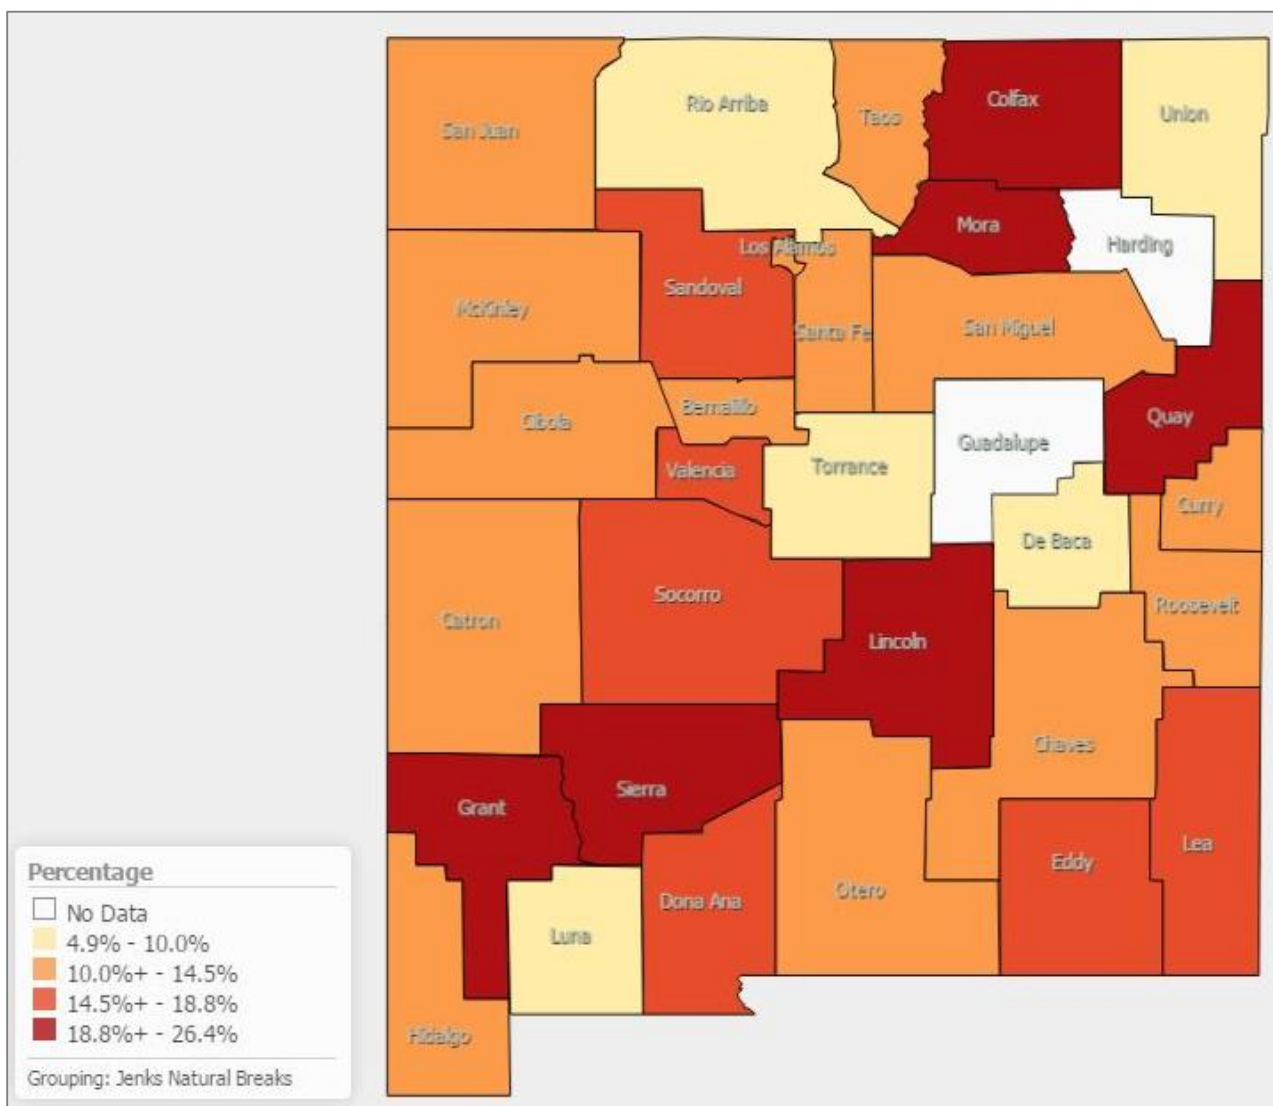 Colfax
Rio Arriba
Union
Taos
San Juan
Mora
Harding
Los Alamos
Sandoval
McKinley
San Miguel
Santa Fe
Bernalillo
Quay
Cibola
Guadalupe
Torrance
Valencia
Curry
De Baca
Socorro
Roosevelt
Catron
Lincoln
Chaves
Sierra
Grant
Lea
Eddy
Otero
Dona Ana
Luna
Hidalgo
Percentage
No Data
4.9% - 10.0%
10.0%+ - 14.5%
14.5%+ - 18.8%
18.8%+ - 26.4%
Grouping: Jenks Natural Breaks